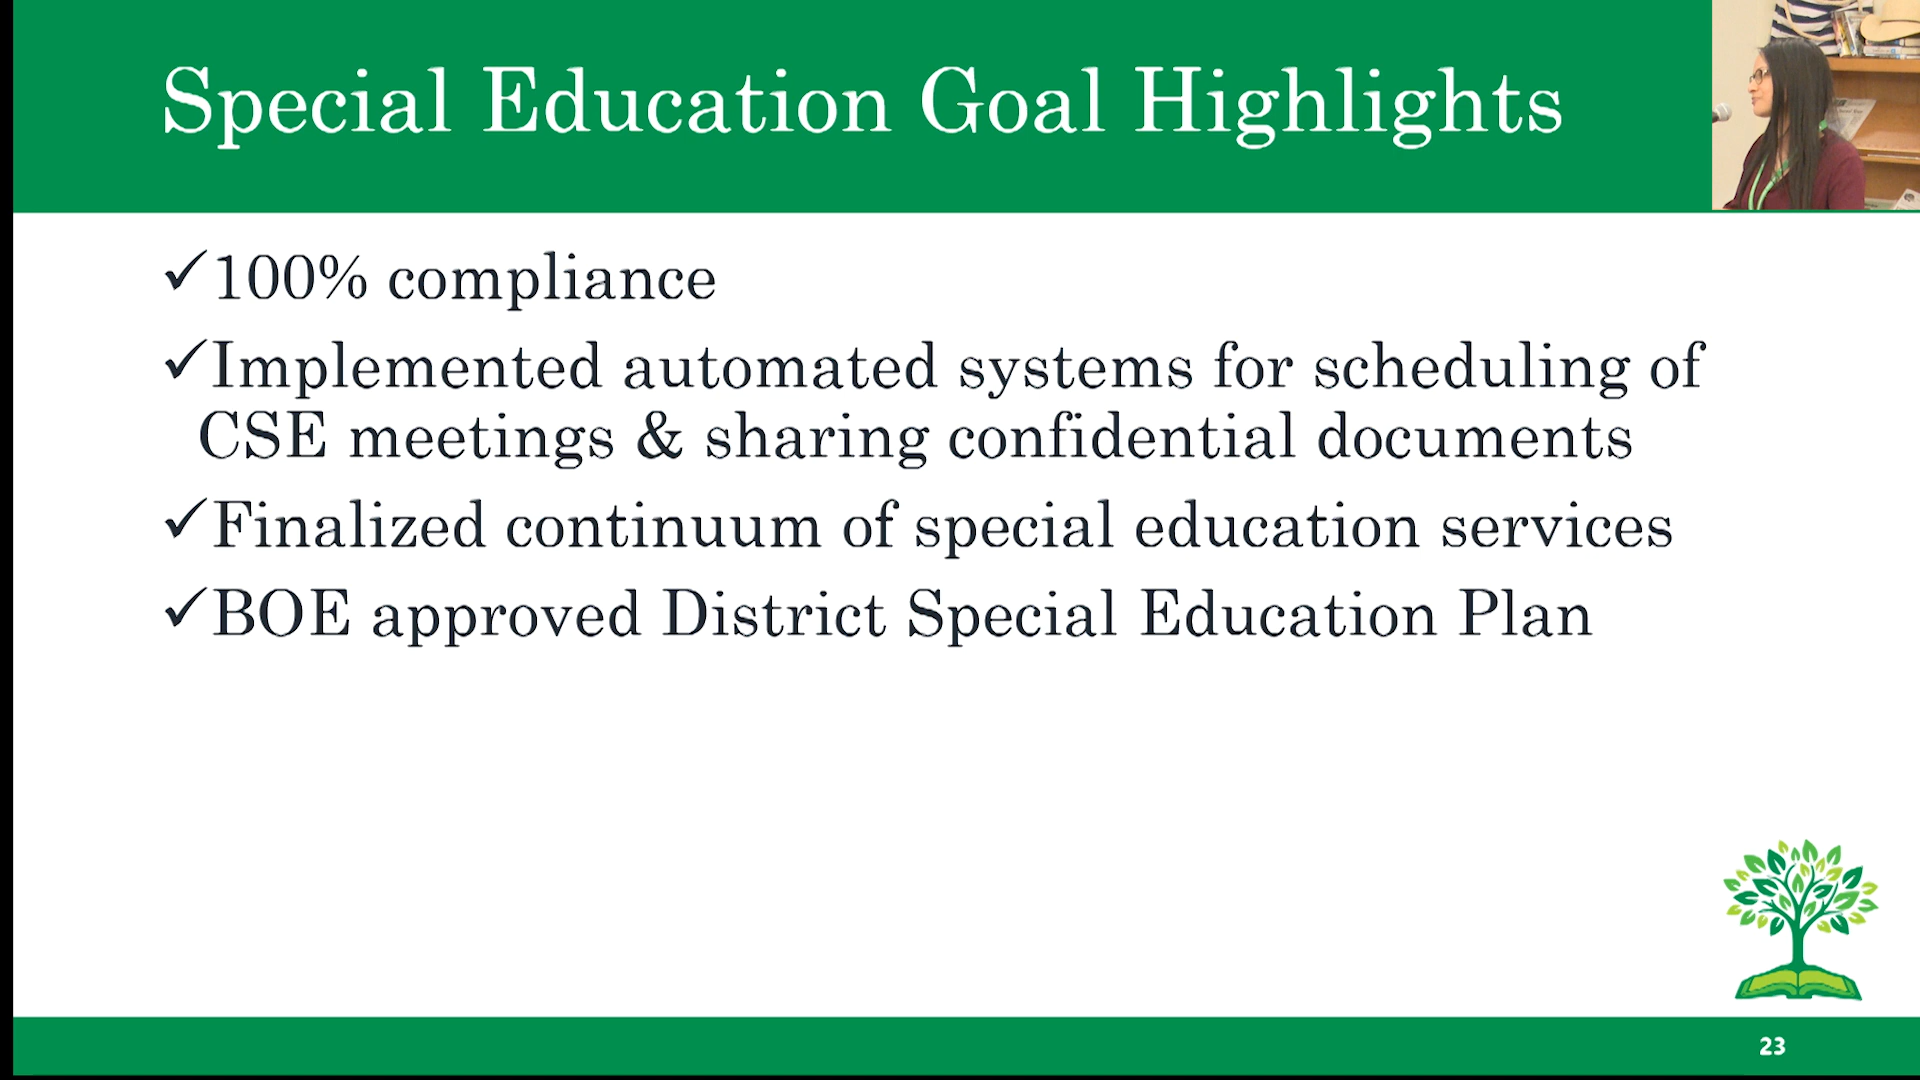 Special Education Goal Highlights
✓100% compliance
✓Implemented automated systems for scheduling of
CSE meetings & sharing confidential documents
✓Finalized continuum of special education services
✓BOE approved District Special Education Plan
23